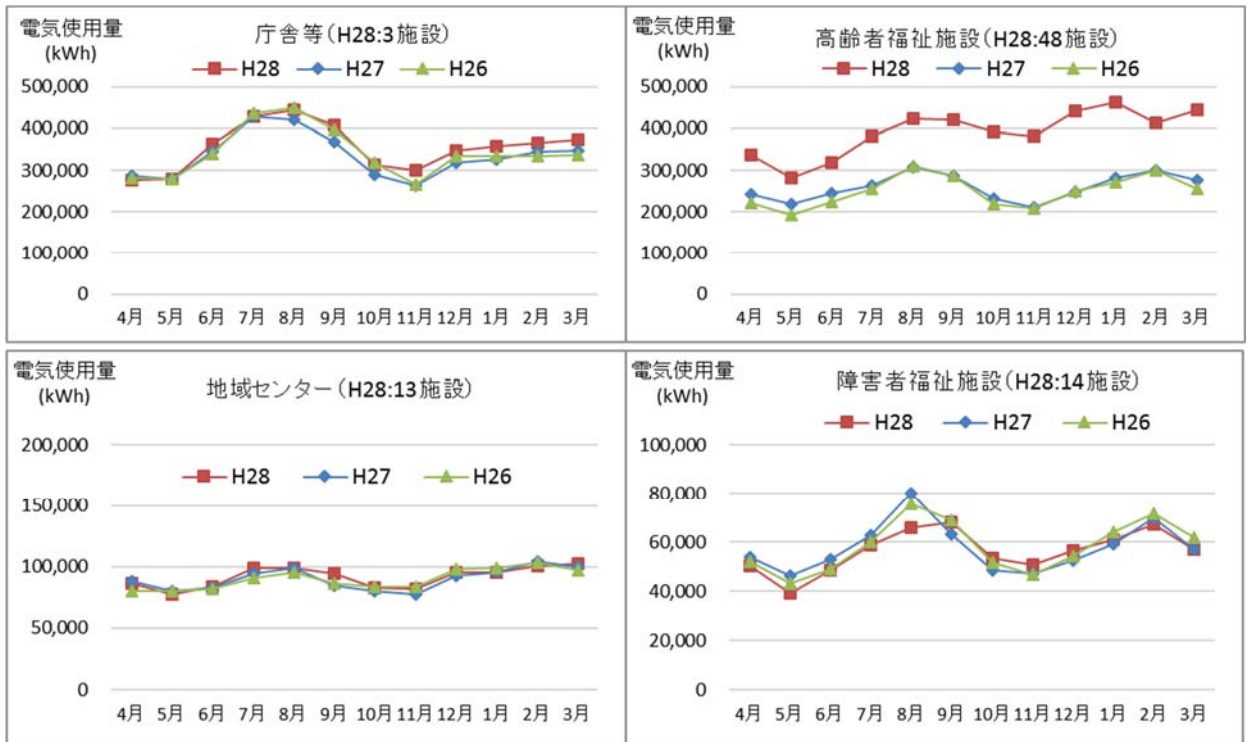 電気使用量
(kWh)
庁舎等(H28:3施設)
H28 H27 H26
500,000
400,000
300,000
200,000
100,000
0
4月 5月 6月 7月 8月 9月 10月 11月 12月 1月 2月 3月
電気使用量
(kWh)
高齢者福祉施設(H28:48施設)
H28 H27 H26
500,000
400,000
300,000
200,000
100,000
0
4月 5月 6月 7月 8月 9月 10月 11月 12月 1月 2月 3月
電気使用量
(kWh)
地域センター(H28:13施設)
200,000
H28 H27 H26
150,000
100,000
50,000
0
4月 5月 6月 7月 8月 9月 10月 11月 12月 1月 2月 3月
電気使用量
(kWh)
障害者福祉施設(H28:14施設)
H28 H27 H26
100,000
80,000
60,000
40,000
20,000
0
4月 5月 6月 7月 8月 9月 10月 11月 12月 1月 2月 3月